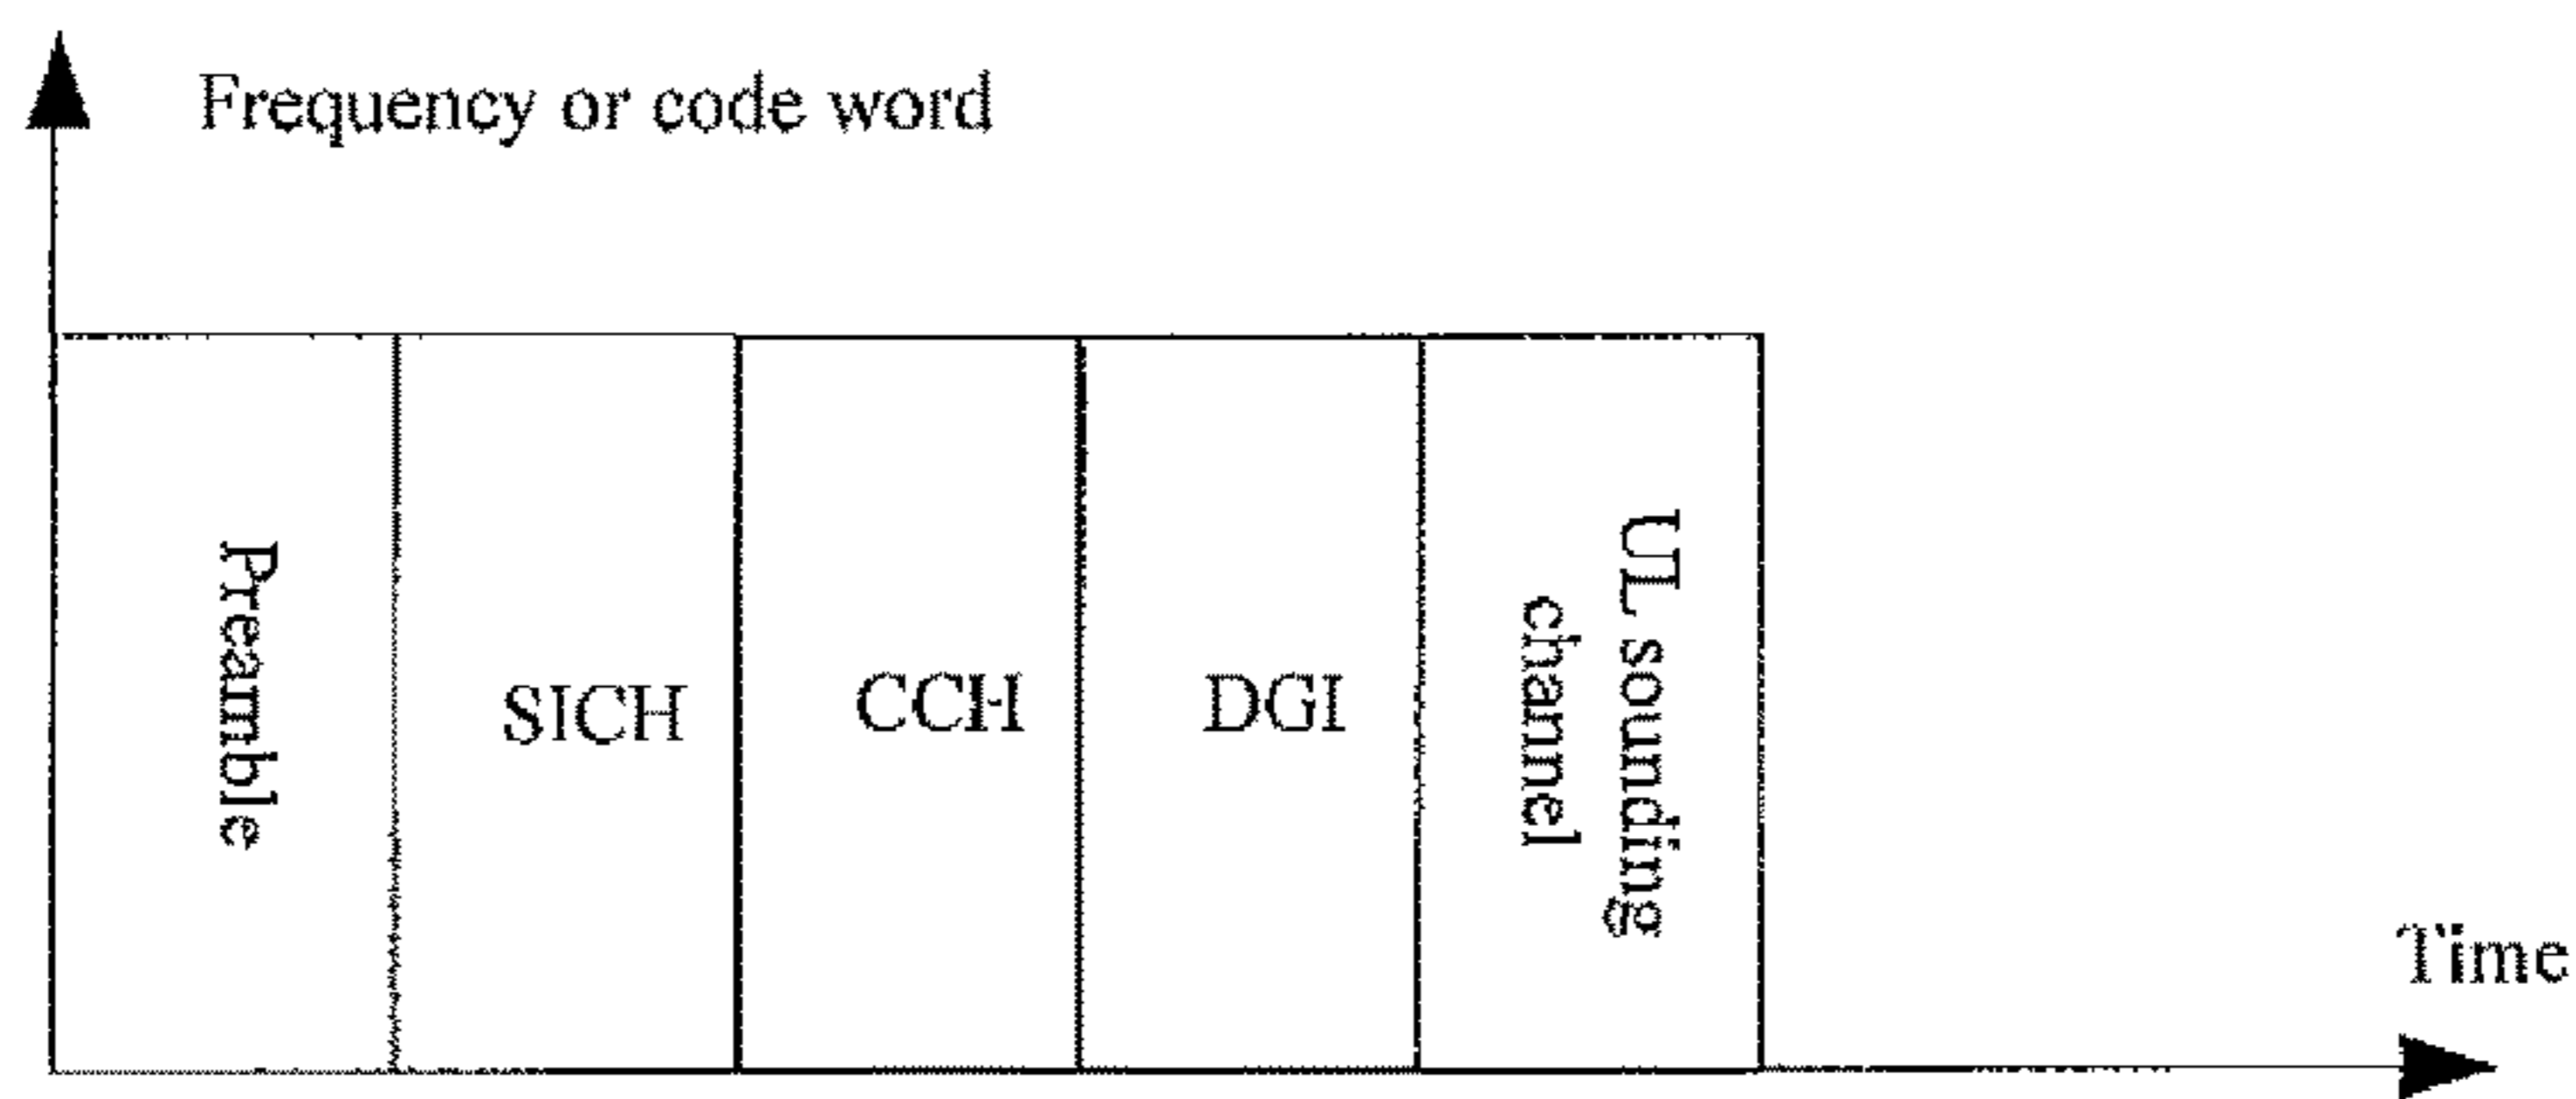 Frequency or code word
Preamble
SICH
CCH
DGI
UL sounding
channel
Time